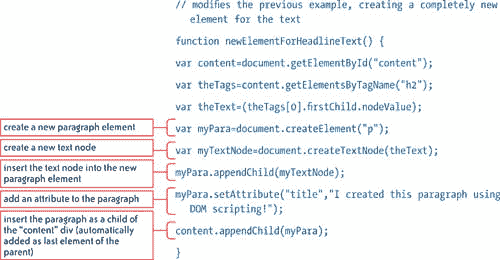 // modifies the previous example, creating a completely new
element for the text
function newElementForHeadlineText() {
var content=document.getElementById("content");
var theTags=content.getElementsByTagName("h2");
var theText=(theTags[0].firstChild.nodeValue);
create a new paragraph element
var myPara=document.createElement("p");
create a new text node
var myTextNode=document.createTextNode(theText);
insert the text node into the new
paragraph element
myPara.appendChild(myTextNode);
add an attribute to the paragraph
myPara.setAttribute("title","I created this paragraph using
DOM scripting!");
insert the paragraph as a child of
the "content" div (automatically
added as last element of the
parent)
content.appendChild(myPara);
}